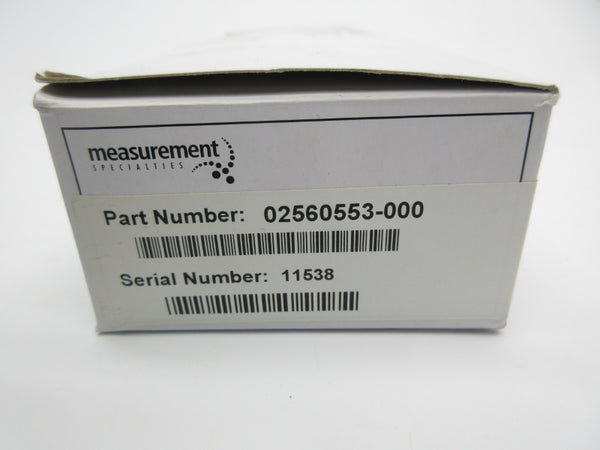 measurement
SPECIALTIES
Part Number: 02560553-000
Serial Number: 11538